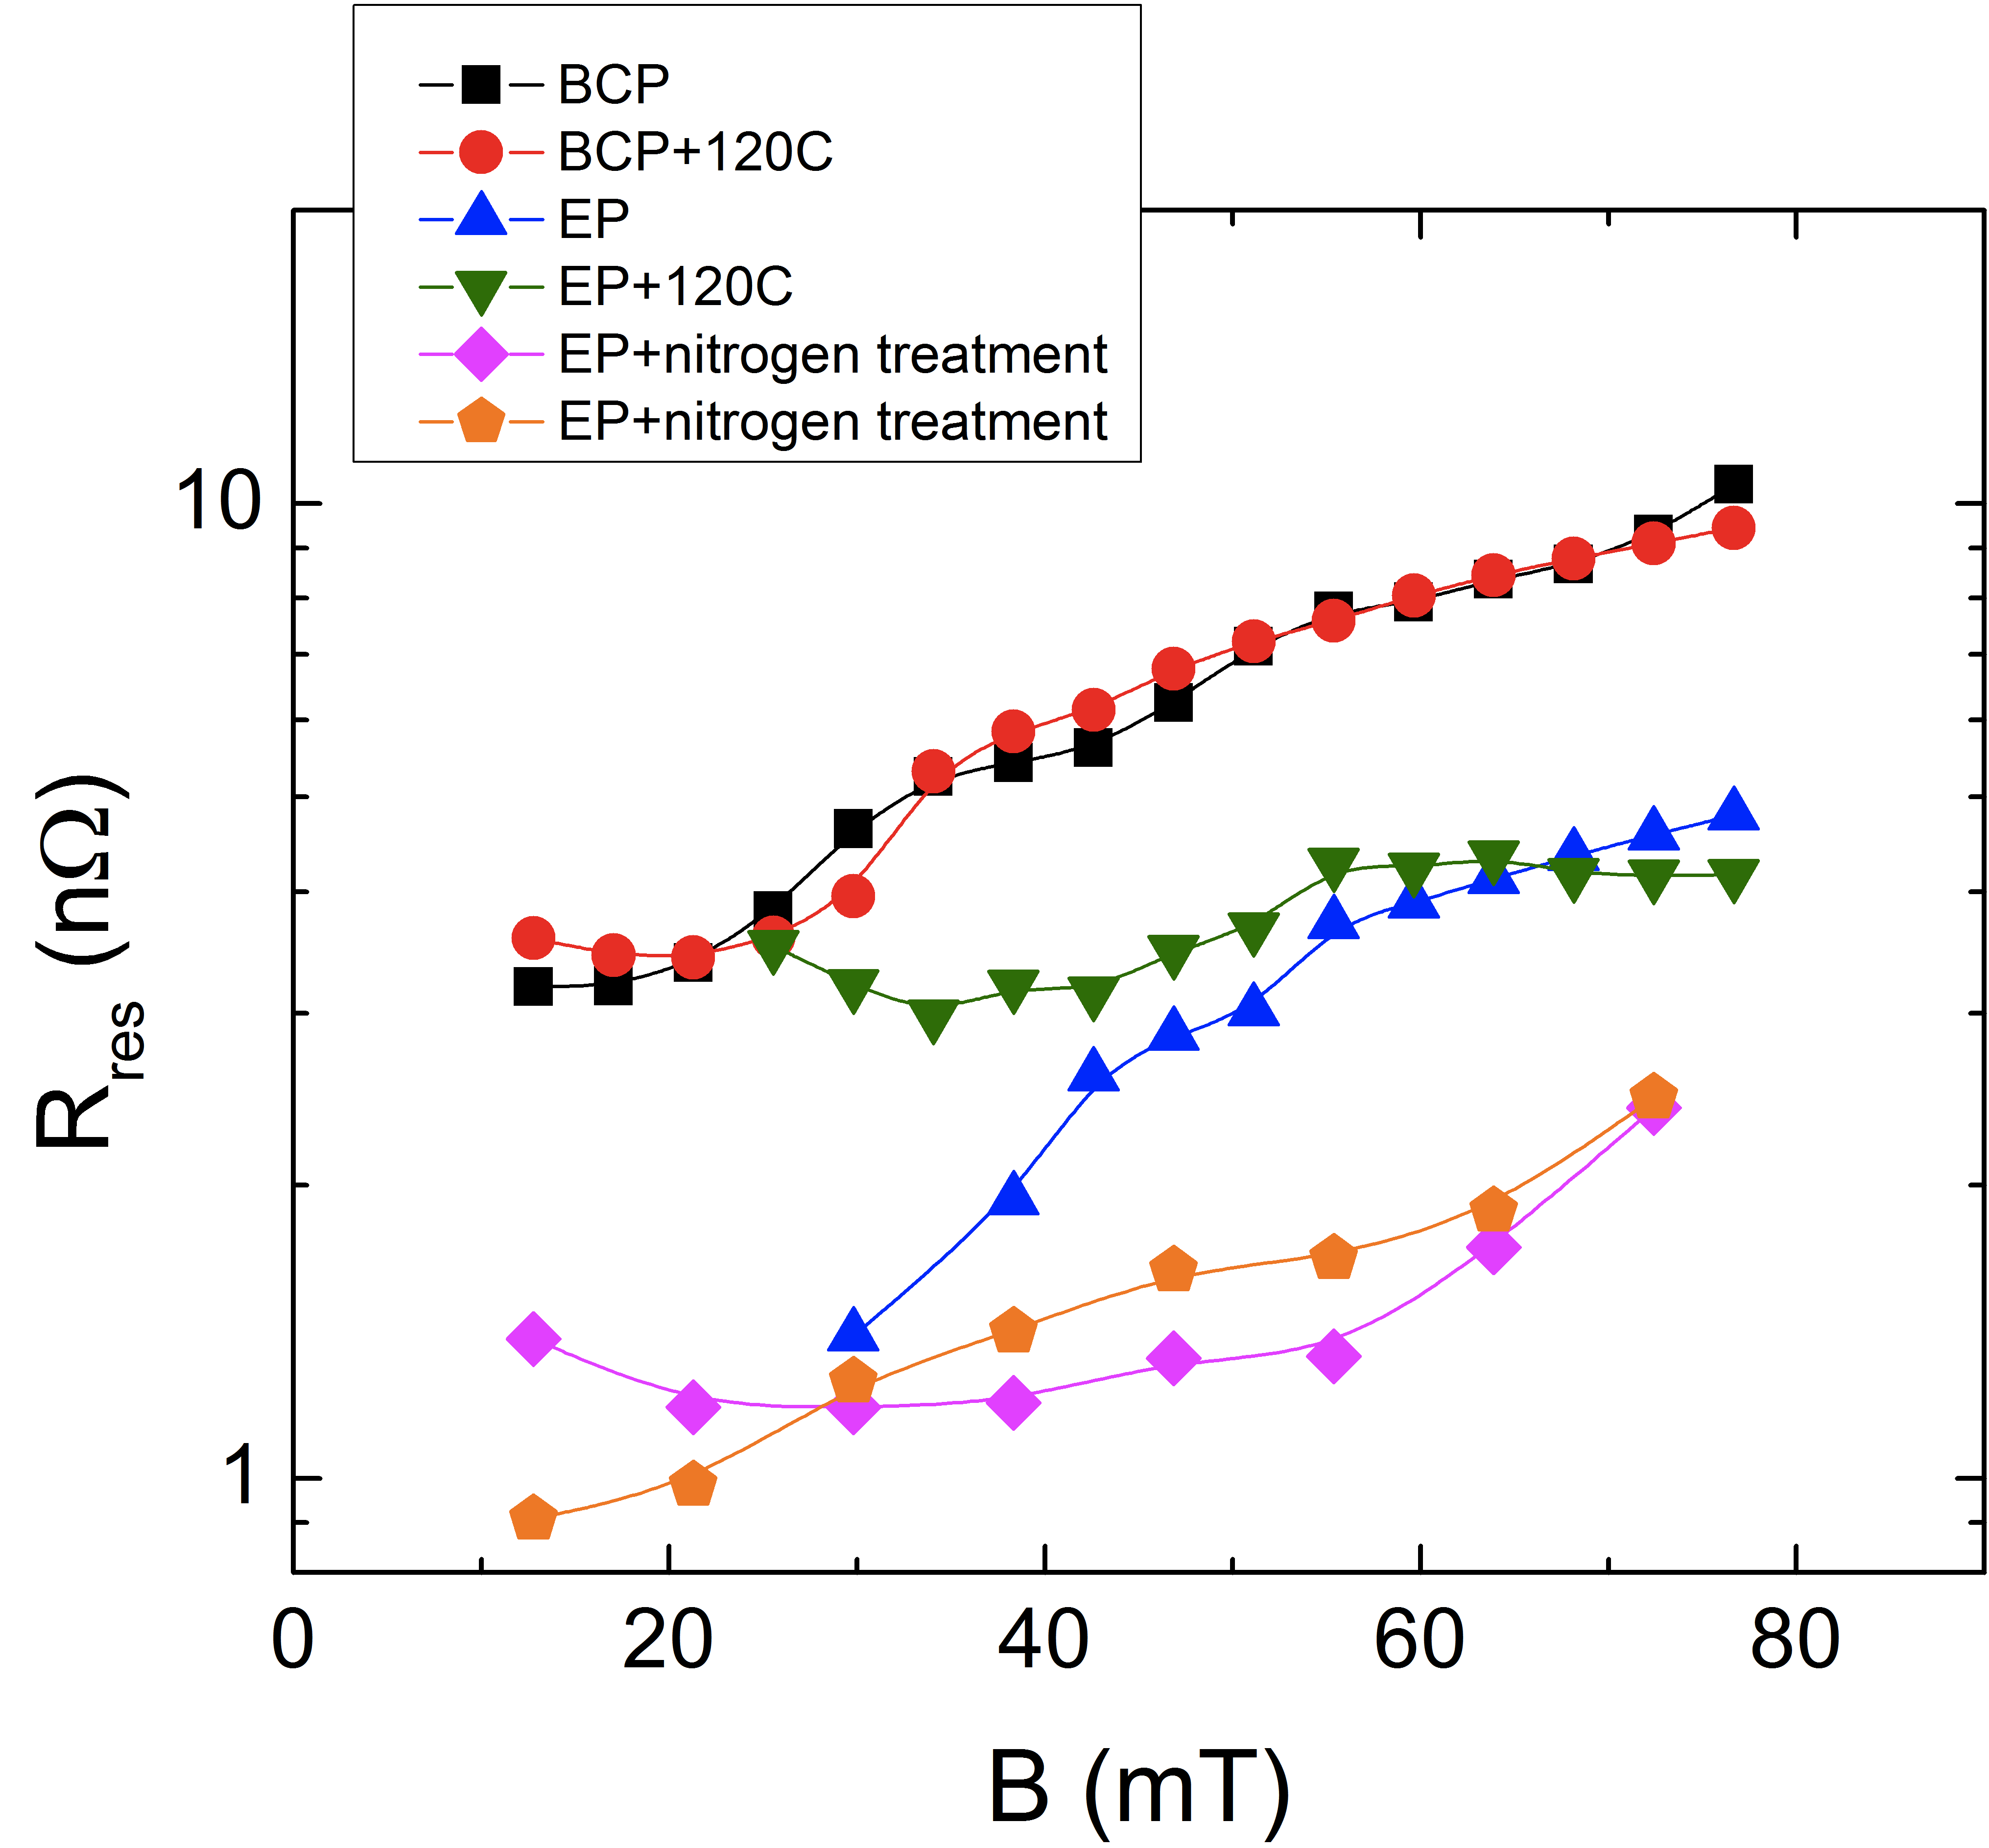 BCP
BCP+120C
EP
EP+120C
EP+nitrogen treatment
EP+nitrogen treatment
10
1
R_res (nΩ)
0 20 40 60 80
B (mT)